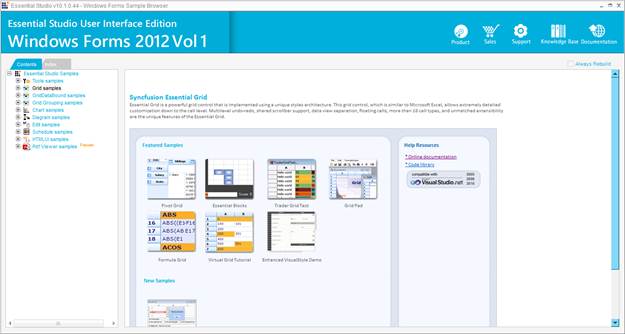 Essential Studio v10.1.0.44 - Windows Forms Sample Browser
Essential Studio User Interface Edition
Windows Forms 2012 Vol 1
Product
Sales
Support
Knowledge Base
Documentation
Contents
Index
Always Rebuild
Essential Studio Samples
Tools samples
Grid samples
GridDataBound samples
Grid Grouping samples
Chart samples
Diagram samples
Edit samples
Schedule samples
HTMLUI samples
Pdf Viewer samples
Preview
Syncfusion Essential Grid
Essential Grid is a powerful grid control that is implemented using a unique styles architecture. This grid control, which is similar to Microsoft Excel, allows extremely detailed
customization down to the cell level. Multilevel undo-redo, shared scrollbar support, data view separation, floating cells, more than 18 cell types, and unmatched extensibility
are the unique features of the Essential Grid.
Featured Samples
Help Resources
* Online documentation
* Code library
compatible with
Visual Studio.net
2005
2008
2010
Pivot Grid
Essential Blocks
Trader Grid Test
Grid Pad
ABS
16 ABS((E1F16
17 ABS(ABS(E
18 ABS(E1
ACOS
Formula Grid
Virtual Grid Tutorial
Enhanced VisualStyle Demo
New Samples